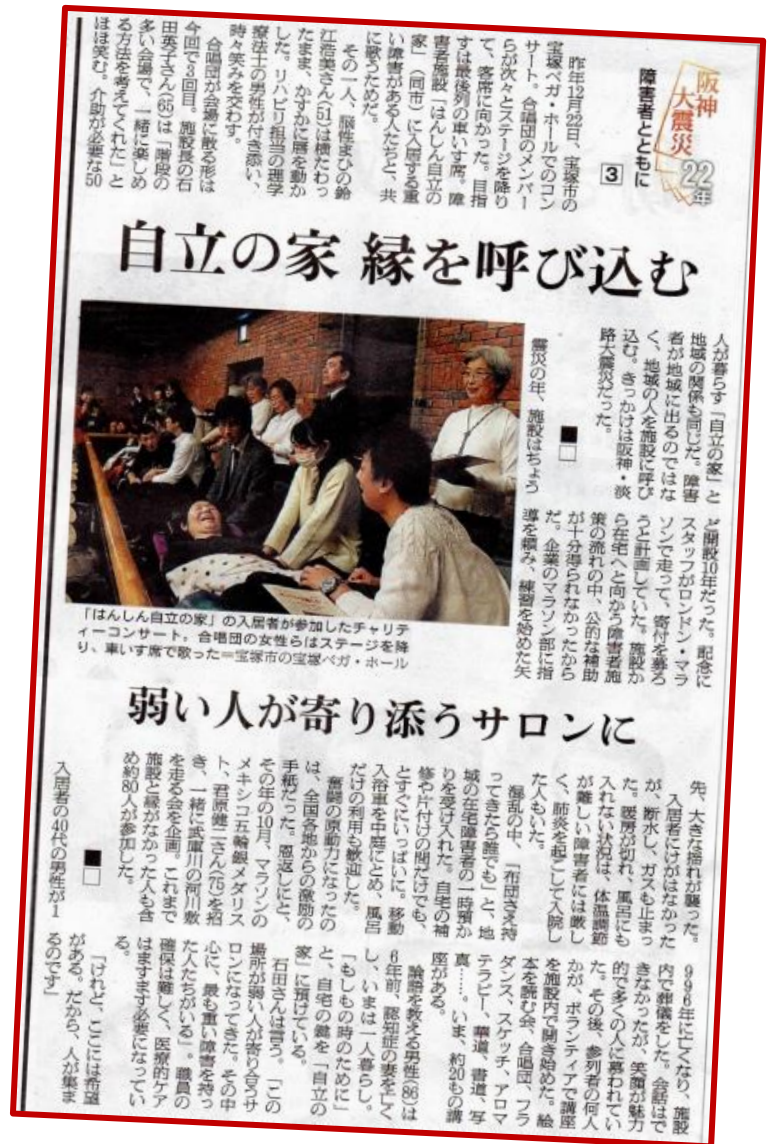 阪神
大震災
22年
障害者とともに
3
昨年12月22日、宝塚市の
宝塚ベガ・ホールでのコン
サート。合唱団のメンバー
らが次々とステージを降り
て、客席に向かった。目指
すは最後列の車いす席。障
害者施設「はんしん自立の
家」(同市)に入居する重
い障害がある人たちと、共
に歌うためだ。
その一人、脳性まひの鈴
江浩美さん(51)は横たわっ
たまま、かすかに唇を動か
した。リハビリ担当の理学
療法士の男性が付き添い、
時々笑みを交わす。
合唱団が会場に散る形は
今回で3回目。施設長の石
田英子さん(65)は「階段の
多い会場で、一緒に楽しめ
る方法を考えてくれた」と
ほほ笑む。介助が必要な50
自立の家 縁を呼び込む
人が暮らす「自立の家」と
地域の関係も同じだ。障害
者が地域に出るのではな
く、地域の人を施設に呼び
込む。きっかけは阪神・淡
路大震災だった。
■□
震災の年、施設はちょう
ど開設10年だった。記念に
スタッフがロンドン・マラ
ソンで走って、寄付を募ろ
うと計画していた。施設か
ら在宅へと向かう障害者施
策の流れの中、公的な補助
が十分得られなかったから
だ。企業のマラソン部に指
導を頼み、練習を始めた矢
「はんしん自立の家」の入居者が参加したチャリテ
ィーコンサート。合唱団の女性らはステージを降
り、車いす席で歌った=宝塚市の宝塚ベガ・ホール
弱い人が寄り添うサロンに
先、大きな揺れが襲った。
入居者にけがはなかった
が、断水し、ガスも止まっ
た。暖房が切れ、風呂にも
入れない状況は、体温調節
が難しい障害者には厳し
く、肺炎を起こして入院し
た人もいた。
混乱の中、「布団さえ持
ってきたら誰でも」と、地
域の在宅障害者の一時預か
りを受け入れた。自宅の補
修や片付けの間だけでも、
とすぐにいっぱいに。移動
入浴車を中庭にとめ、風呂
だけの利用も歓迎した。
奮闘の原動力になったの
は、全国各地からの激励の
手紙だった。恩返しにと、
その年の10月、マラソンの
メキシコ五輪銀メダリス
ト、君原健二さん(75)を招
き、一緒に武庫川の河川敷
を走る会を企画。これまで
施設と縁がなかった人も含
め約80人が参加した。
■□
入居者の40代の男性が1
996年に亡くなり、施設
内で葬儀をした。会話はで
きなかったが、笑顔が魅力
的で多くの人に慕われてい
た。その後、参列者の何人
かが、ボランティアで講座
を施設内で開き始めた。絵
本を読む会、合唱団、フラ
ダンス、スケッチ、アロマ
テラピー、華道、書道、写
真……。いま、約20もの講
座がある。
論語を教える男性(86)は
6年前、認知症の妻を亡く
し、いまは一人暮らし。
「もしもの時のために」
と、自宅の鍵を「自立の
家」に預けている。
石田さんは言う。「この
場所が弱い人が寄り合うサ
ロンになってきた。その中
心に、最も重い障害を持っ
た人たちがいる」。職員の
確保は難しく、医療的ケア
はますます必要になってい
る。
「けれど、ここには希望
がある。だから、人が集ま
るのです」